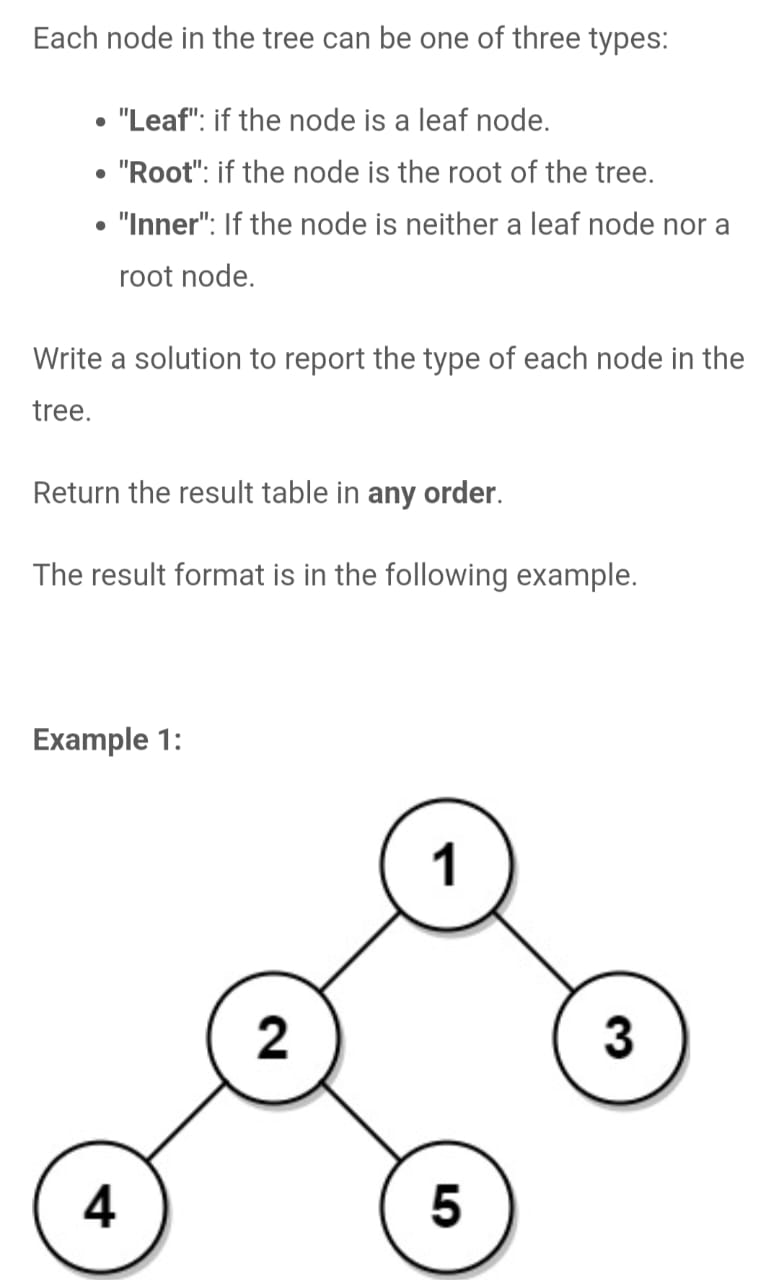 Each node in the tree can be one of three types:
• "Leaf": if the node is a leaf node.
• "Root": if the node is the root of the tree.
• "Inner": If the node is neither a leaf node nor a
root node.
Write a solution to report the type of each node in the
tree.
Return the result table in any order.
The result format is in the following example.
Example 1:
1
2 3
4 5